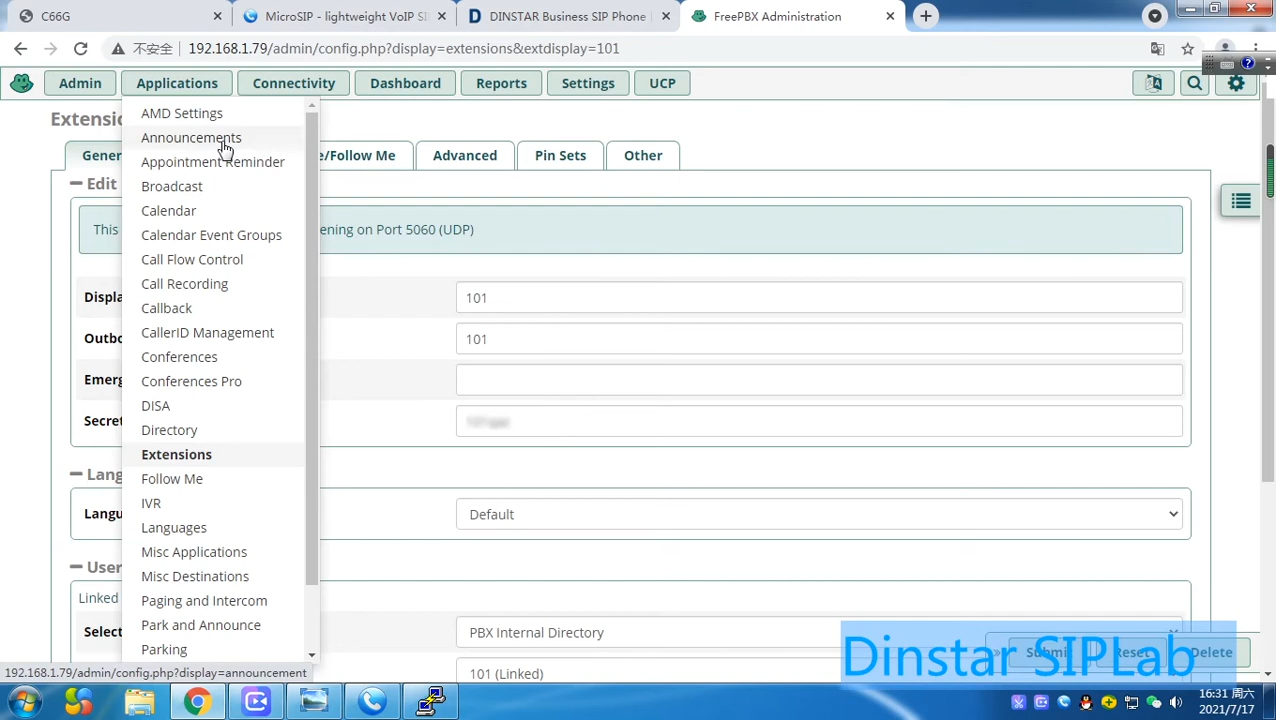 C66G
MicroSIP - lightweight VoIP S
DINSTAR Business SIP Phone
FreePBX Administration
不安全 192.168.1.79/admin/config.php?display=extensions&extdisplay=101
Admin Applications Connectivity Dashboard Reports Settings UCP
Extensio
Gener
e/Follow Me Advanced Pin Sets Other
AMD Settings
Announcements
Appointment Reminder
Broadcast
Calendar
Calendar Event Groups
Call Flow Control
Call Recording
Callback
CallerID Management
Conferences
Conferences Pro
DISA
Directory
Extensions
Follow Me
IVR
Languages
Misc Applications
Misc Destinations
Paging and Intercom
Park and Announce
Parking
Edit
This ening on Port 5060 (UDP)
Displa 101
Outbo 101
Emerg
Secret
Lang
Langu Default
User
Linked
Select PBX Internal Directory
101 (Linked)
Submit Reset Delete
Dinstar SIPLab
192.168.1.79/admin/config.php?display=announcement
16:31 周六
2021/7/17